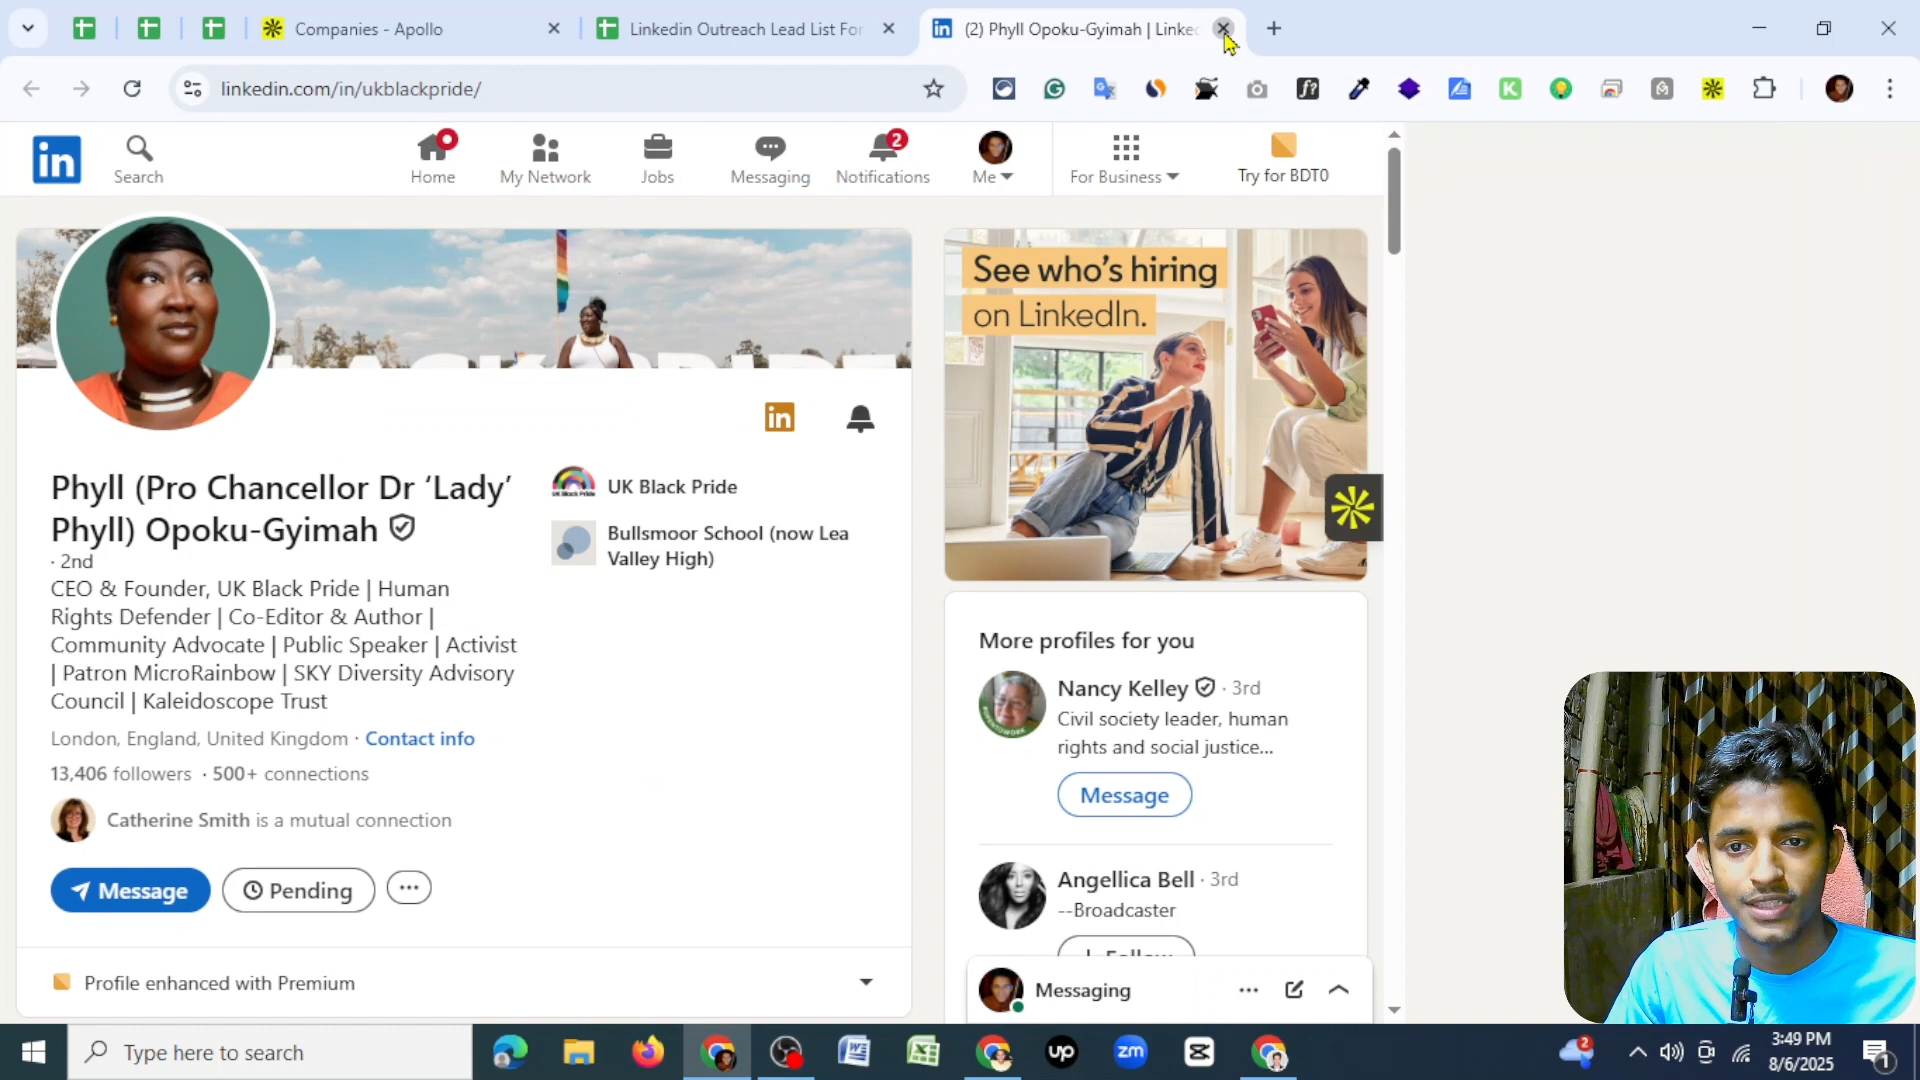 Companies - Apollo
Linkedin Outreach Lead List For
(2) Phyll Opoku-Gyimah | Linke
linkedin.com/in/ukblackpride/
in
Search
Home
My Network
Jobs
Messaging
2
Notifications
Me
For Business
Try for BDT0
See who's hiring
on LinkedIn.
Phyll (Pro Chancellor Dr ‘Lady’
Phyll) Opoku-Gyimah
· 2nd
CEO & Founder, UK Black Pride | Human
Rights Defender | Co-Editor & Author |
Community Advocate | Public Speaker | Activist
| Patron MicroRainbow | SKY Diversity Advisory
Council | Kaleidoscope Trust
London, England, United Kingdom · Contact info
13,406 followers · 500+ connections
Catherine Smith is a mutual connection
Message
Pending
Profile enhanced with Premium
in
UK Black Pride
Bullsmoor School (now Lea
Valley High)
More profiles for you
Nancy Kelley · 3rd
Civil society leader, human
rights and social justice...
Message
Angellica Bell · 3rd
--Broadcaster
Messaging
Type here to search
up
zm
2
3:49 PM
8/6/2025
1